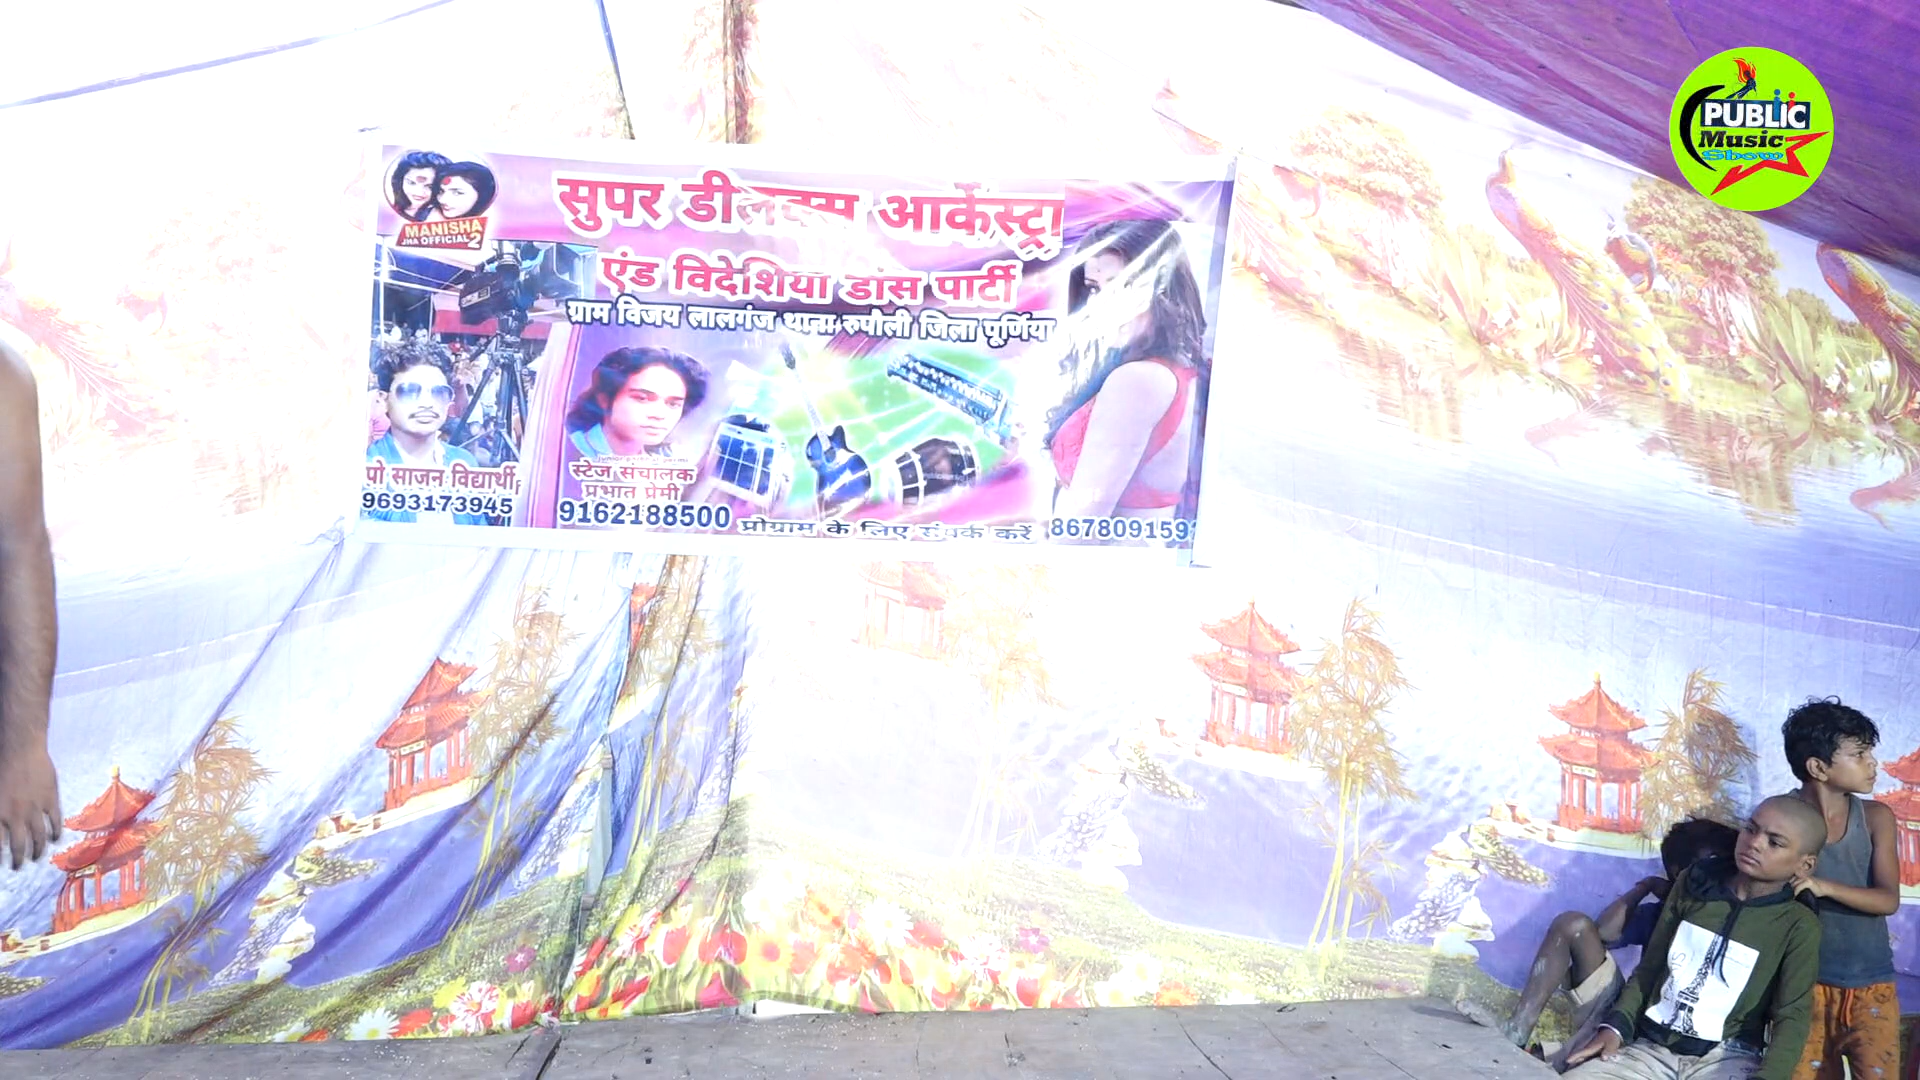 PUBLIC
Music
Show
MANISHA
JHA OFFICIAL 2
सुपर डीलक्स आर्केस्ट्रा
एंड विदेशिया डांस पार्टी
ग्राम विजय लालगंज थाना-रुपौली जिला पूर्णिया
पो साजन विद्यार्थी
9693173945
स्टेज संचालक
प्रभात प्रेमी
9162188500
प्रोग्राम के लिए संपर्क करें